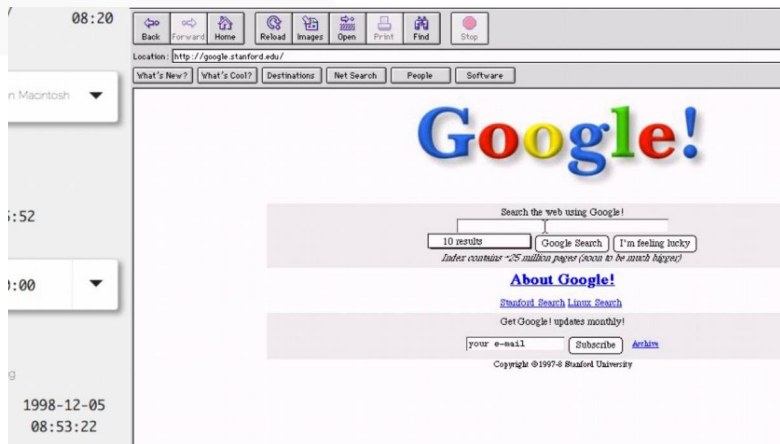 08:20
n Macintosh
:52
:00
g
1998-12-05
08:53:22
Back Forward Home Reload Images Open Print Find Stop
Location: http://google.stanford.edu/
What's New? What's Cool? Destinations Net Search People Software
Google!
Search the web using Google!
10 results Google Search I'm feeling lucky
Index contains ~25 million pages (soon to be much bigger)
About Google!
Stanford Search Linux Search
Get Google! updates monthly!
your e-mail Subscribe Archive
Copyright ©1997-8 Stanford University